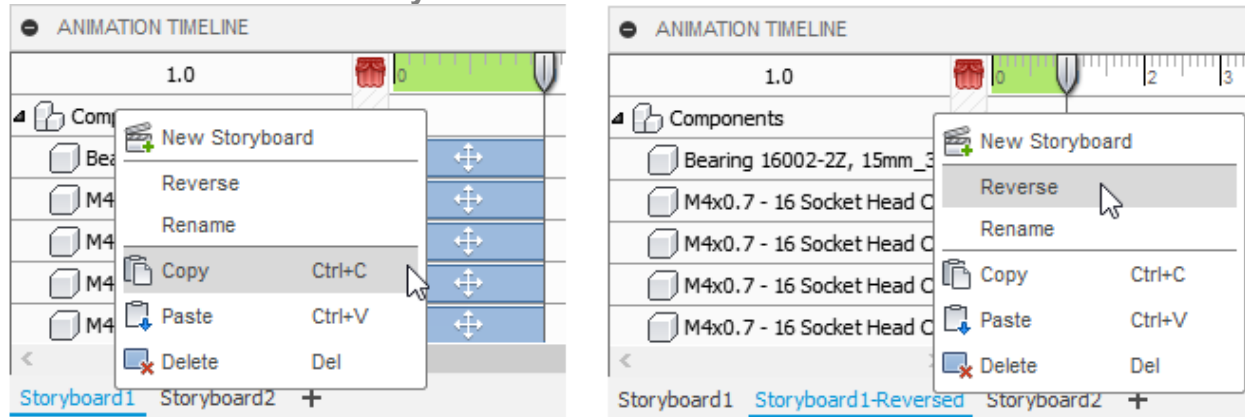 ANIMATION TIMELINE
1.0
0
Comp
Bea
M4
M4
M4
M4
New Storyboard
Reverse
Rename
Copy Ctrl+C
Paste Ctrl+V
Delete Del
Storyboard1 Storyboard2 +
ANIMATION TIMELINE
1.0
0 2 3
Components
Bearing 16002-2Z, 15mm_3
M4x0.7 - 16 Socket Head C
M4x0.7 - 16 Socket Head C
M4x0.7 - 16 Socket Head C
M4x0.7 - 16 Socket Head C
New Storyboard
Reverse
Rename
Copy Ctrl+C
Paste Ctrl+V
Delete Del
Storyboard1 Storyboard1-Reversed Storyboard2 +